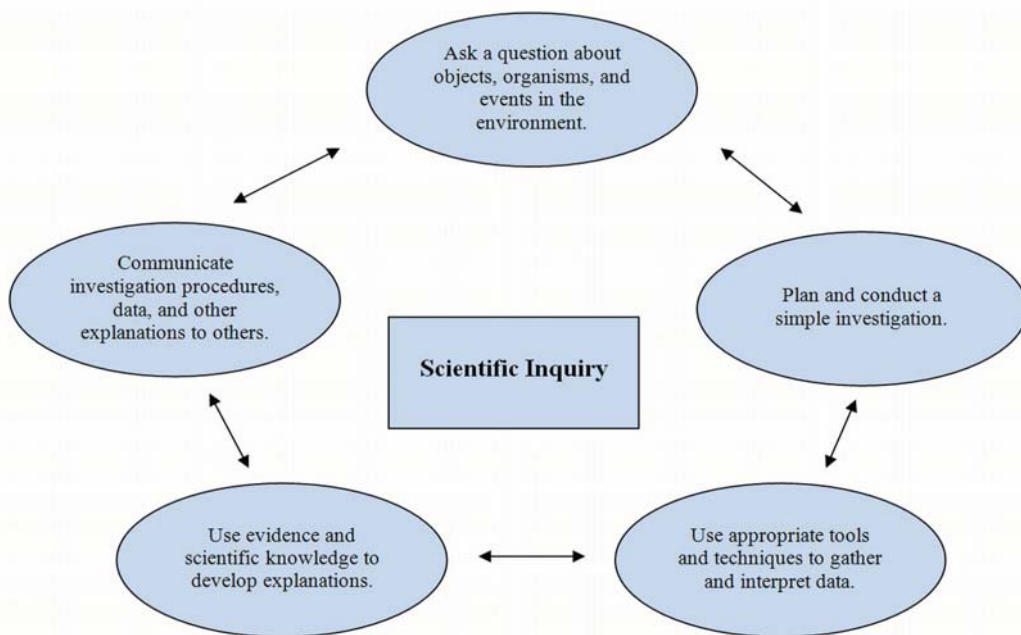 Ask a question about
objects, organisms, and
events in the
environment.
Communicate
investigation procedures,
data, and other
explanations to others.
Plan and conduct a
simple investigation.
Scientific Inquiry
Use evidence and
scientific knowledge to
develop explanations.
Use appropriate tools
and techniques to gather
and interpret data.